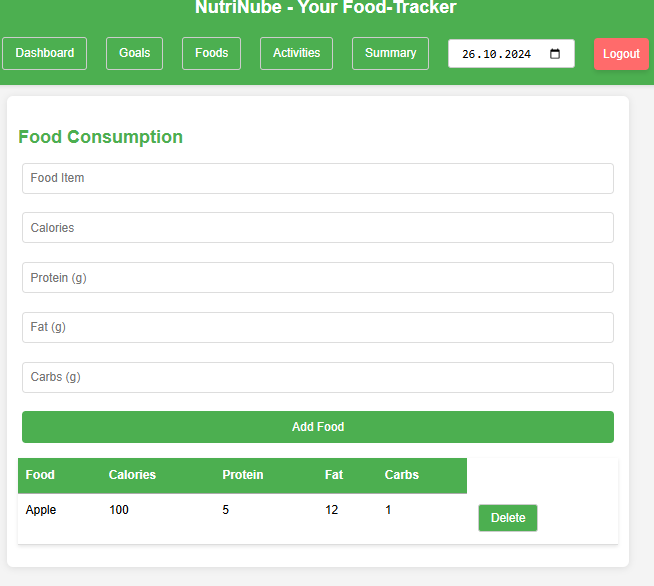 NutriNube - Your Food-Tracker
Dashboard Goals Foods Activities Summary 26.10.2024 Logout
Food Consumption
Food Item
Calories
Protein (g)
Fat (g)
Carbs (g)
Add Food
Food Calories Protein Fat Carbs
Apple 100 5 12 1 Delete